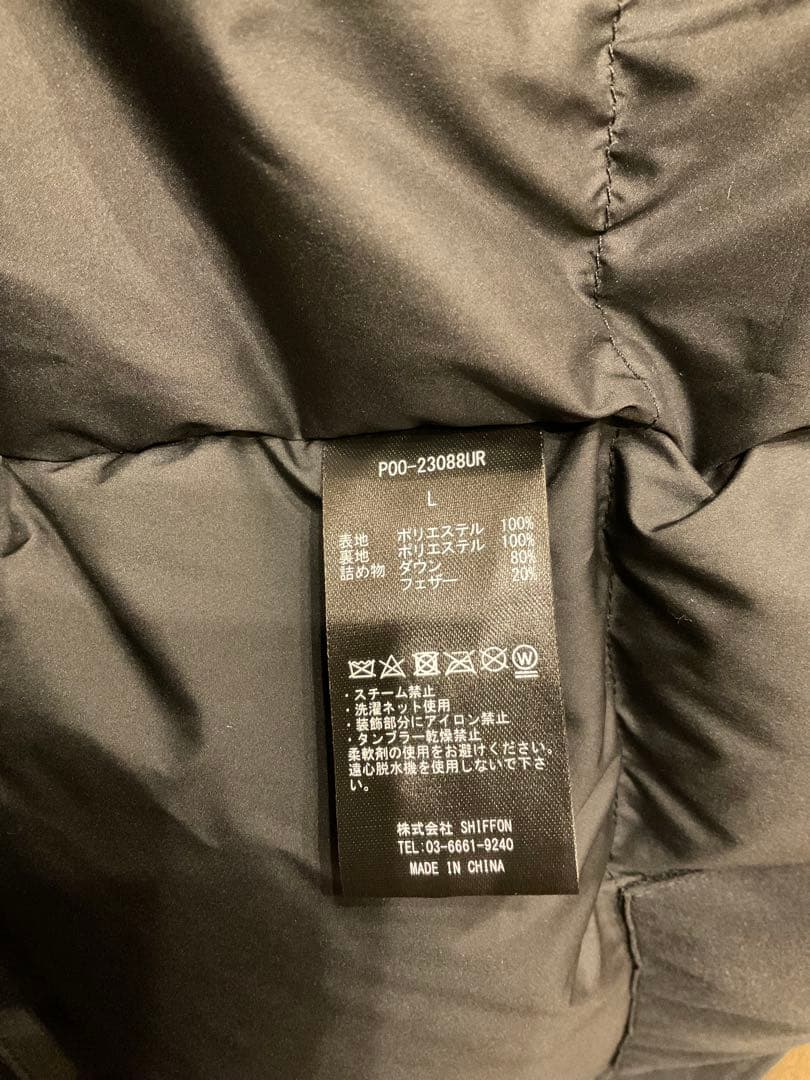 P00-23088UR
L
表地 ポリエステル 100%
裏地 ポリエステル 100%
詰め物 ダウン 80%
フェザー 20%
W
・スチーム禁止
・洗濯ネット使用
・装飾部分にアイロン禁止
・タンブラー乾燥禁止
柔軟剤の使用をお避けください。
遠心脱水機を使用しないで下さ
い。
株式会社 SHIFFON
TEL:03-6661-9240
MADE IN CHINA